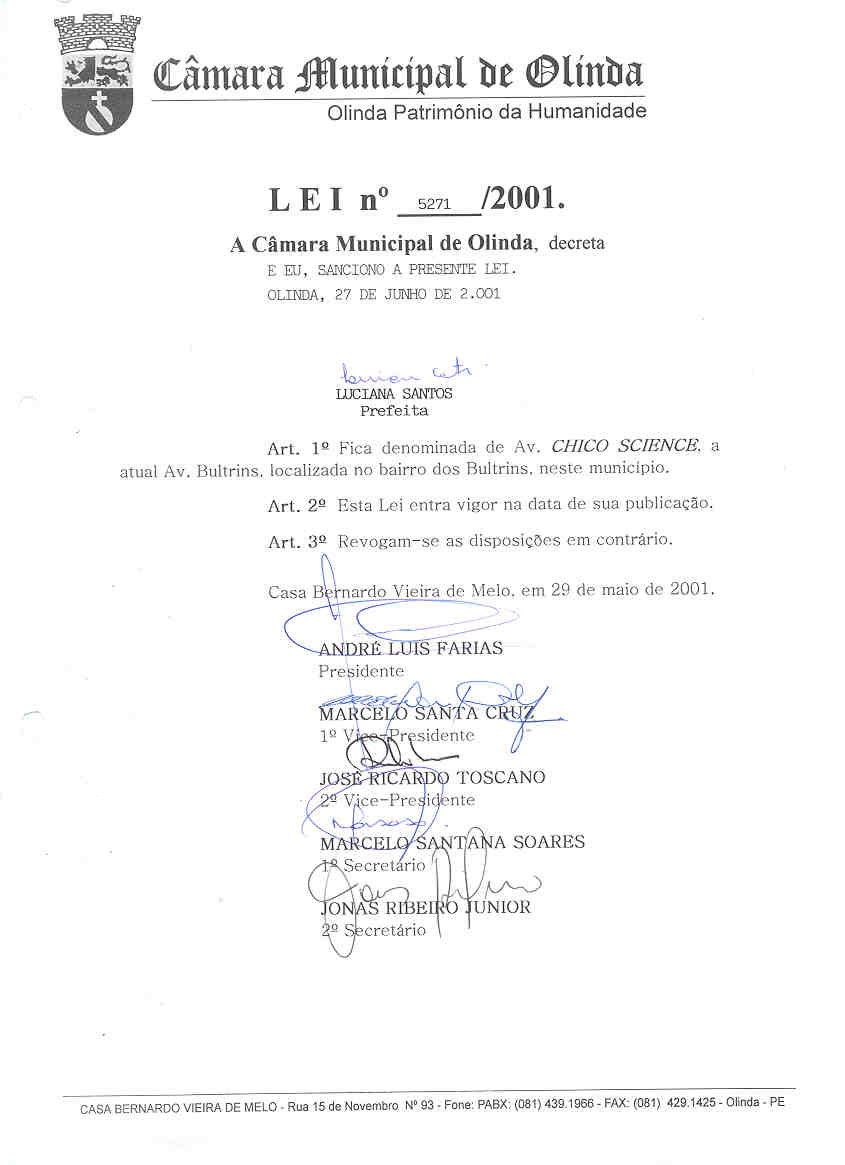 Câmara Municipal de Olinda
Olinda Patrimônio da Humanidade
L E I nº 5271 /2001.
A Câmara Municipal de Olinda, decreta
E EU, SANCIONO A PRESENTE LEI.
OLINDA, 27 DE JUNHO DE 2.001
LUCIANA SANTOS
Prefeita
Art. 1º Fica denominada de Av. CHICO SCIENCE, a
atual Av. Bultrins, localizada no bairro dos Bultrins, neste município.
Art. 2º Esta Lei entra vigor na data de sua publicação.
Art. 3º Revogam-se as disposições em contrário.
Casa Bernardo Vieira de Melo, em 29 de maio de 2001.
ANDRÉ LUIS FARIAS
Presidente
MARCELO SANTA CRUZ
1º Vice-Presidente
JOSÉ RICARDO TOSCANO
2º Vice-Presidente
MARCELO SANTANA SOARES
1º Secretário
JONAS RIBEIRO JUNIOR
2º Secretário
CASA BERNARDO VIEIRA DE MELO - Rua 15 de Novembro Nº 93 - Fone: PABX: (081) 439.1966 - FAX: (081) 429.1425 - Olinda - PE